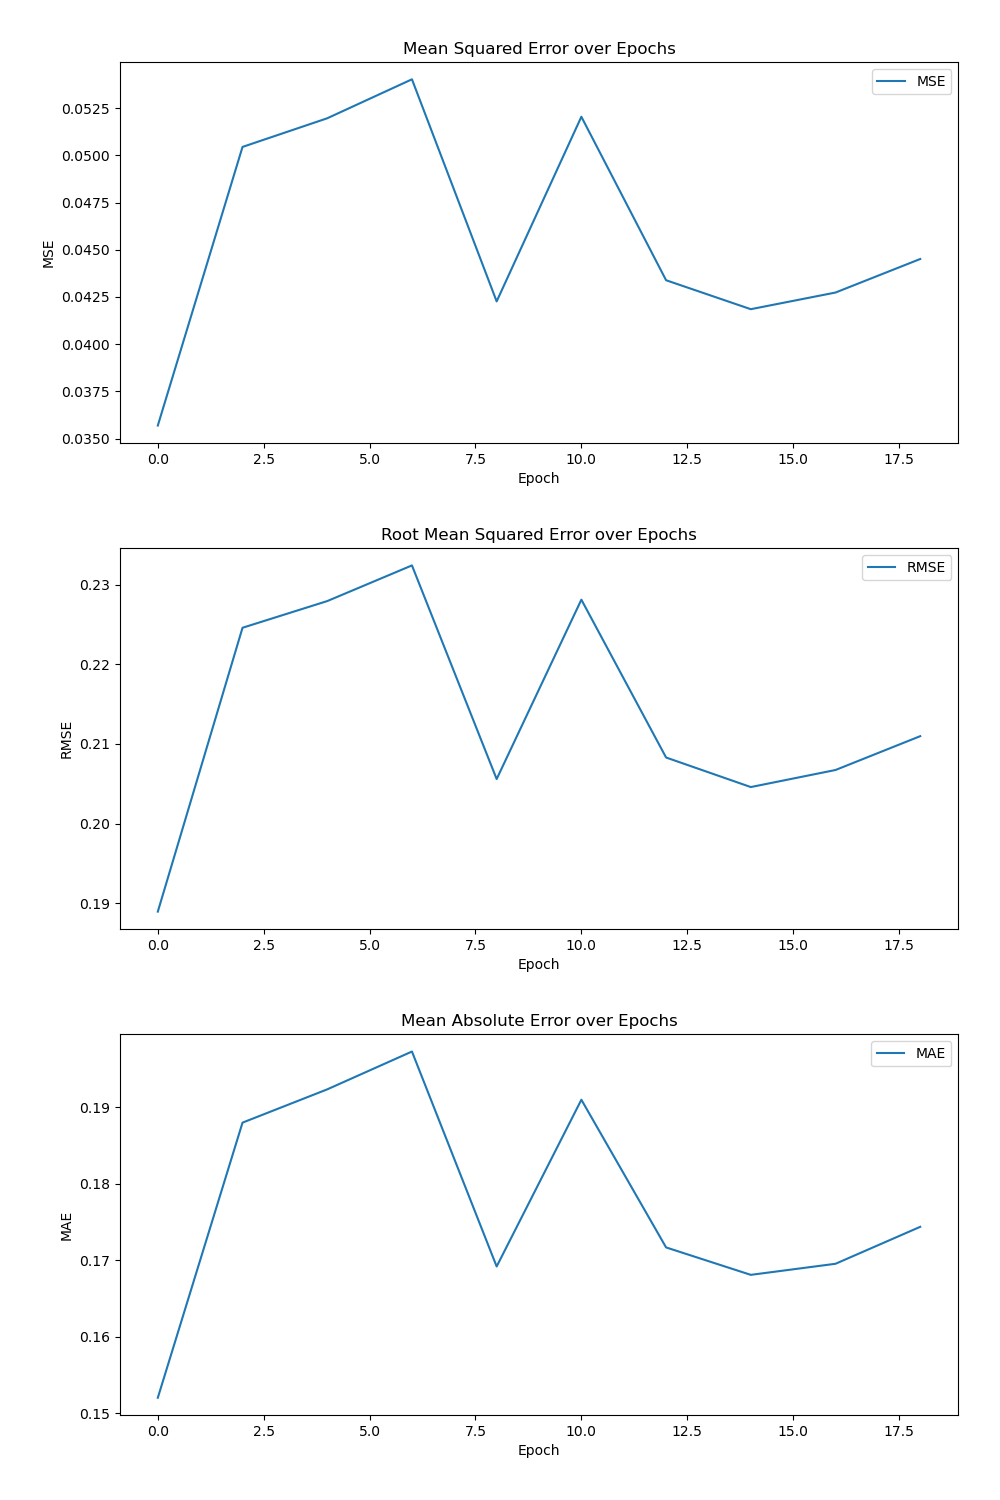 Mean Squared Error over Epochs
MSE
0.0525
0.0500
0.0475
0.0450
0.0425
0.0400
0.0375
0.0350
MSE
0.0 2.5 5.0 7.5 10.0 12.5 15.0 17.5
Epoch
Root Mean Squared Error over Epochs
RMSE
0.23
0.22
0.21
0.20
0.19
RMSE
0.0 2.5 5.0 7.5 10.0 12.5 15.0 17.5
Epoch
Mean Absolute Error over Epochs
MAE
0.19
0.18
0.17
0.16
0.15
MAE
0.0 2.5 5.0 7.5 10.0 12.5 15.0 17.5
Epoch